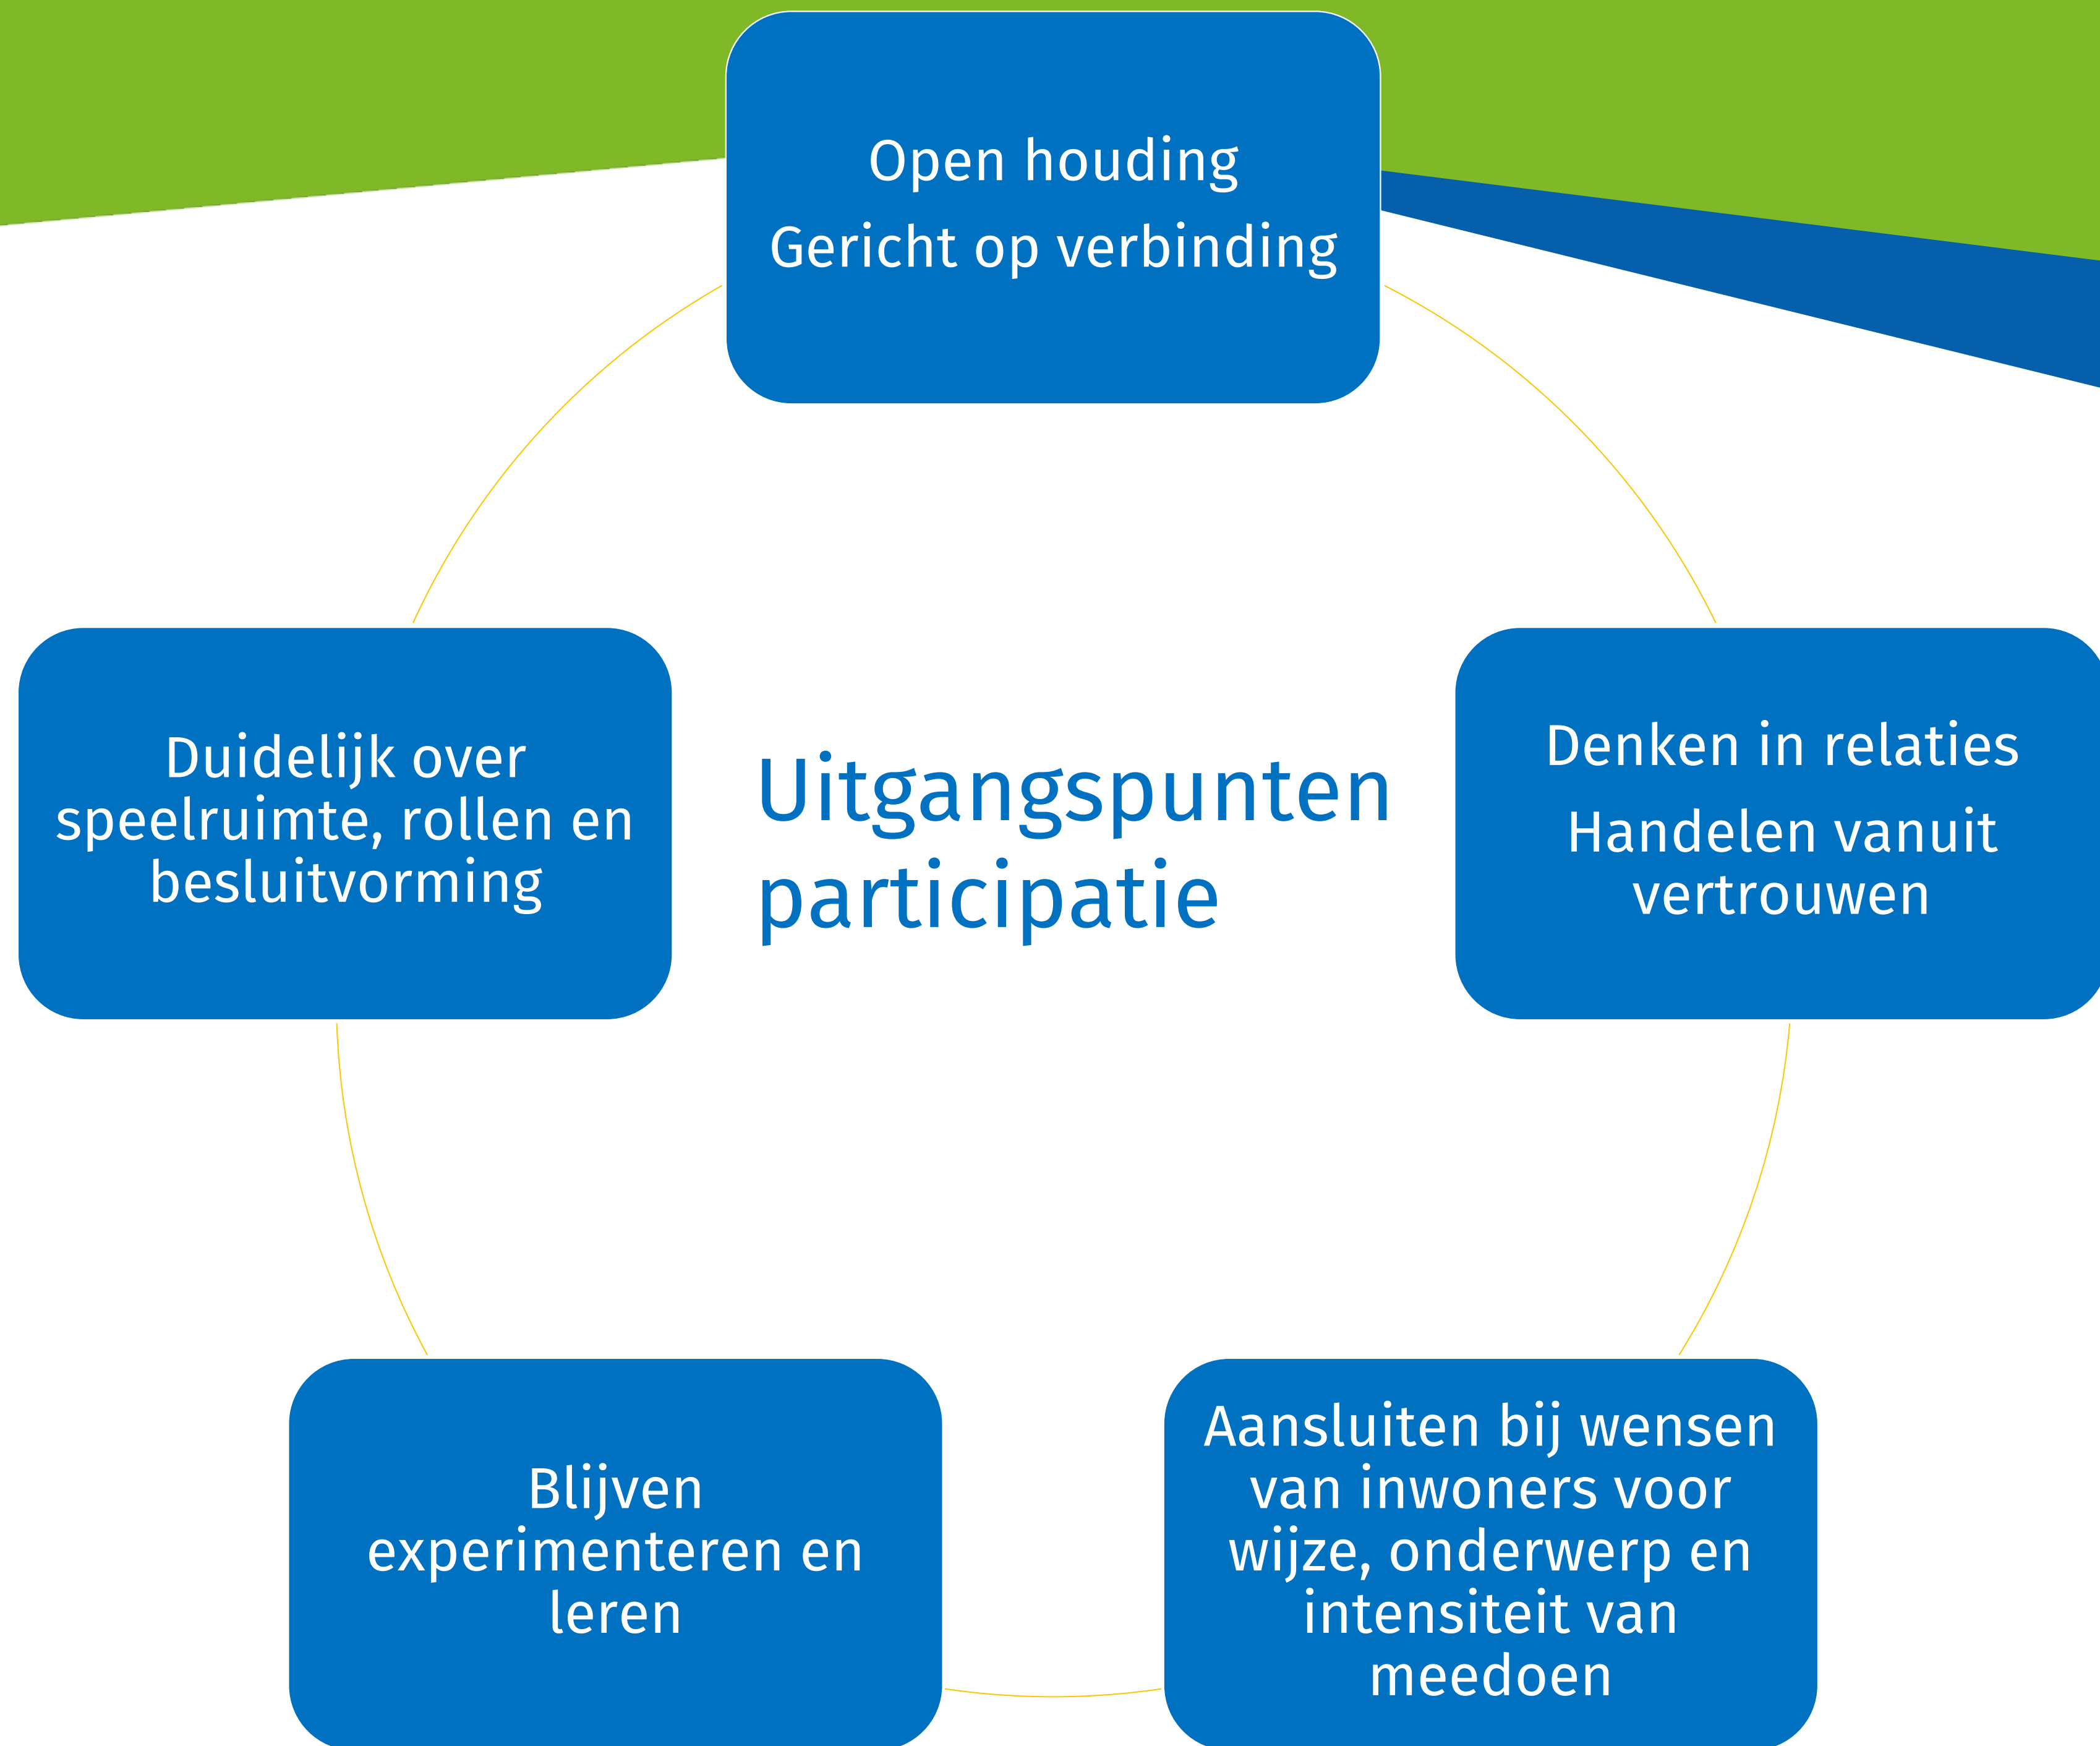 Open houding
Gericht op verbinding
Duidelijk over
speelruimte, rollen en
besluitvorming
Uitgangspunten
participatie
Denken in relaties
Handelen vanuit
vertrouwen
Blijven
experimenteren en
leren
Aansluiten bij wensen
van inwoners voor
wijze, onderwerp en
intensiteit van
meedoen